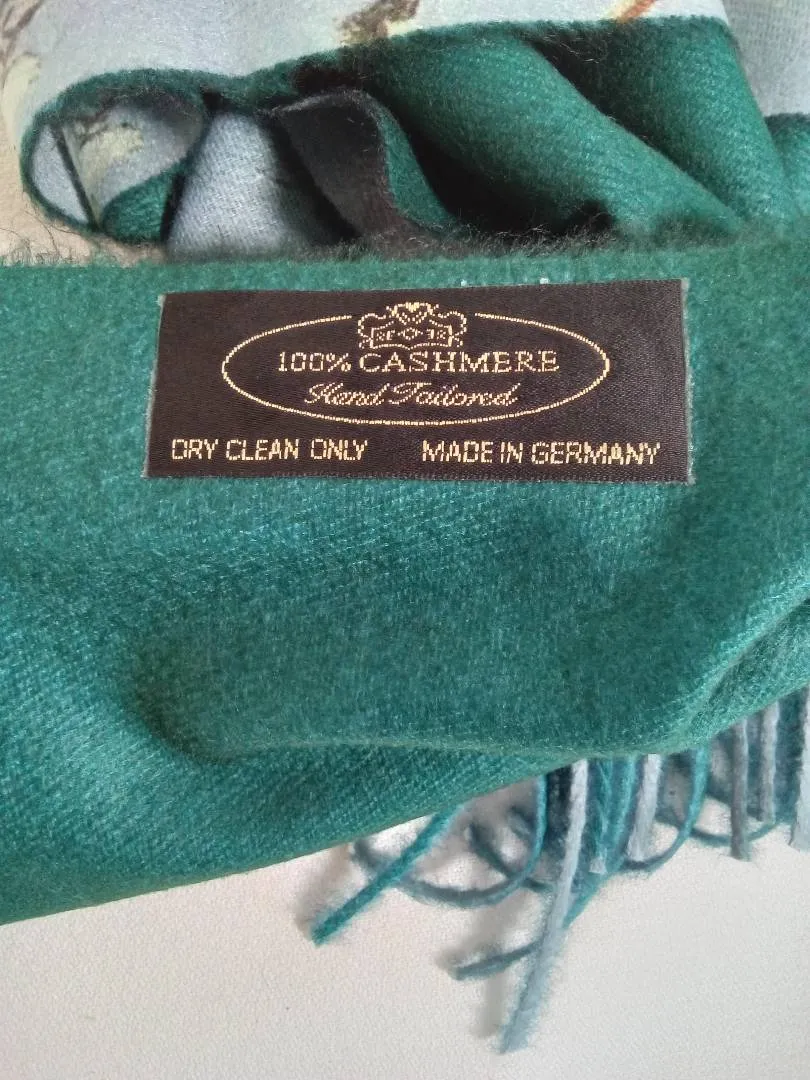 100% CASHMERE
Hand Tailored
DRY CLEAN ONLY MADE IN GERMANY